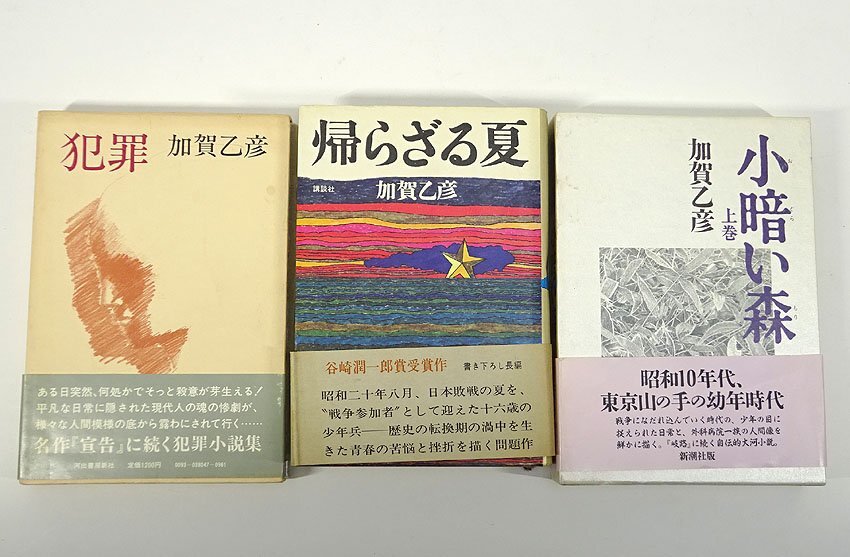 犯罪
加賀乙彦
ある日突然、何処かでそっと殺意が芽生える!
平凡な日常に隠された現代人の魂の惨劇が、
様々な人間模様の底から露わにされて行く……
名作『宣告』に続く犯罪小説集
河出書房新社
定価1200円
0093-039047-0961
帰らざる夏
講談社
加賀乙彦
谷崎潤一郎賞受賞作
書き下ろし長編
昭和二十年八月、日本敗戦の夏を、
“戦争参加者”として迎えた十六歳の
少年兵——歴史の転換期の渦中を生
きた青春の苦悩と挫折を描く問題作
小暗い森
上巻
加賀乙彦
昭和10年代、
東京山の手の幼年時代
戦争になだれ込んでいく時代の、少年の目に
捉えられた日常と、外科病院一族の人間像を
鮮かに描く。『岐路』に続く自伝的大河小説。
新潮社版